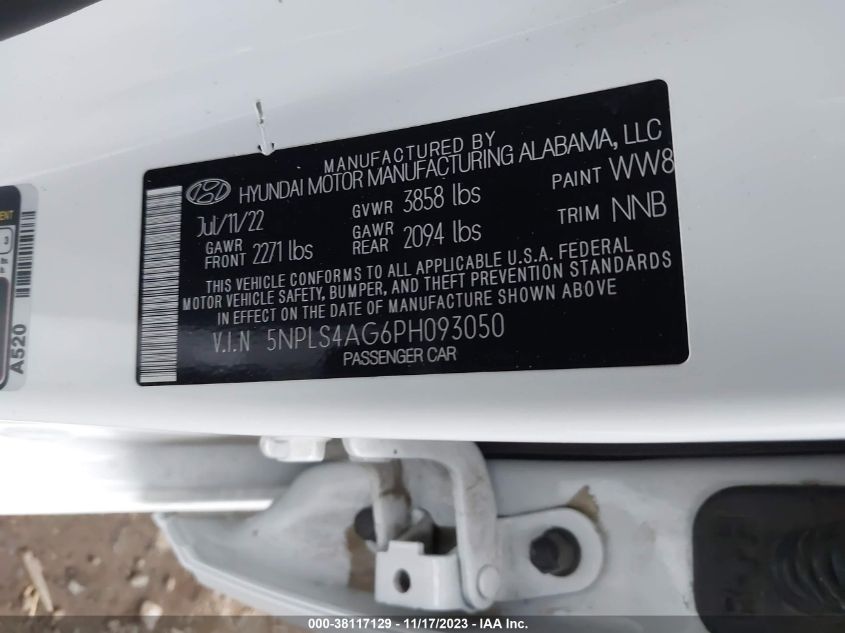 MANUFACTURED BY
HYUNDAI MOTOR MANUFACTURING ALABAMA, LLC
Jul/11/22
GVWR 3858 lbs
PAINT WW8
GAWR FRONT 2271 lbs
GAWR REAR 2094 lbs
TRIM NNB
THIS VEHICLE CONFORMS TO ALL APPLICABLE U.S.A. FEDERAL
MOTOR VEHICLE SAFETY, BUMPER, AND THEFT PREVENTION STANDARDS
IN EFFECT ON THE DATE OF MANUFACTURE SHOWN ABOVE
V.I.N 5NPLS4AG6PH093050
PASSENGER CAR
A520
000-38117129 - 11/17/2023 - IAA Inc.